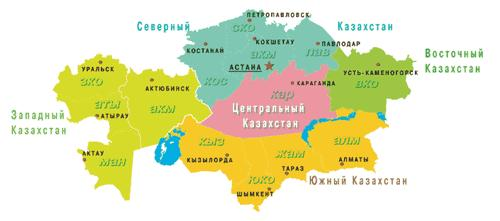 ПЕТРОПАВЛОВСК
Северный Казахстан
СКО
КОКШЕТАУ
КОСТАНАЙ
акм
пав
ПАВЛОДАР
Восточный
Казахстан
АСТАНА
УРАЛЬСК
кос
УСТЬ-КАМЕНОГОРСК
зко
АКТЮБИНСК
кар
КАРАГАНДА
вко
аты
акм
Центральный
Казахстан
Западный
Казахстан
АТЫРАУ
АКТАУ
ман
кыз
КЫЗЫЛОРДА
жам
алм
АЛМАТЫ
ТАРАЗ
юко
Южный Казахстан
ШЫМКЕНТ